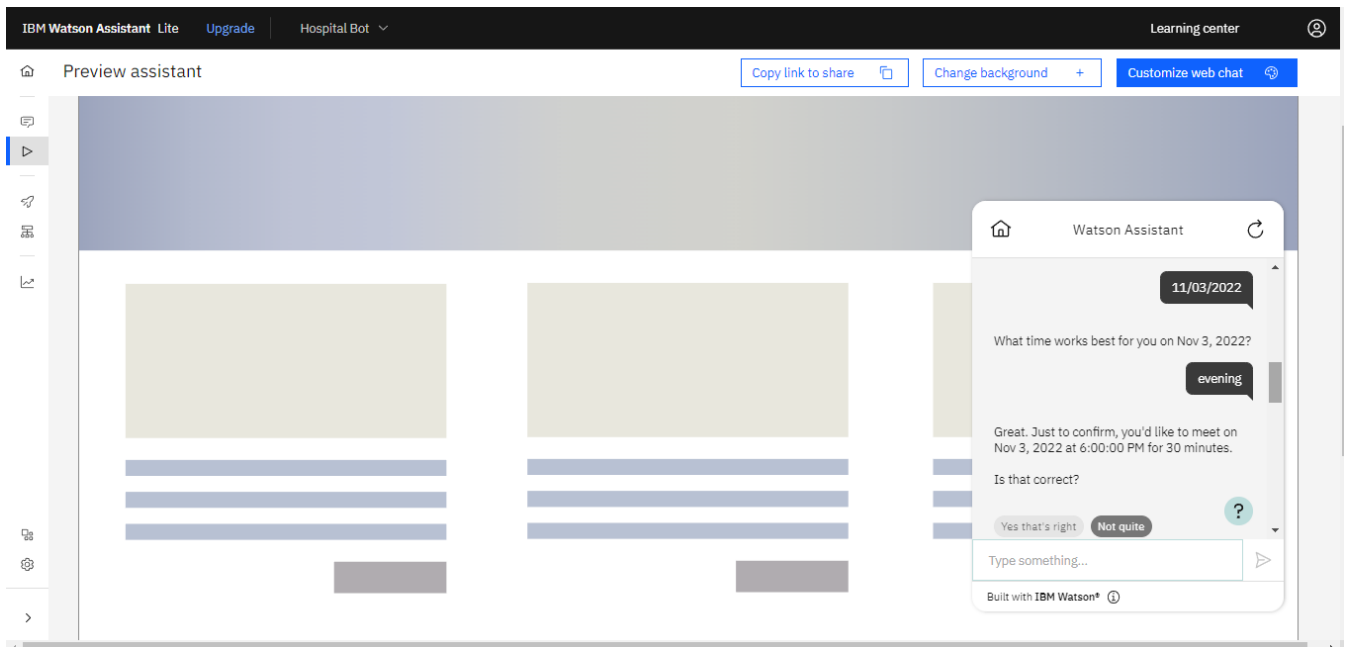 IBM Watson Assistant Lite Upgrade Hospital Bot Learning center
Preview assistant Copy link to share Change background + Customize web chat
Watson Assistant
11/03/2022
What time works best for you on Nov 3, 2022?
evening
Great. Just to confirm, you'd like to meet on
Nov 3, 2022 at 6:00:00 PM for 30 minutes.
Is that correct?
?
Yes that's right Not quite
Type something...
Built with IBM Watson®